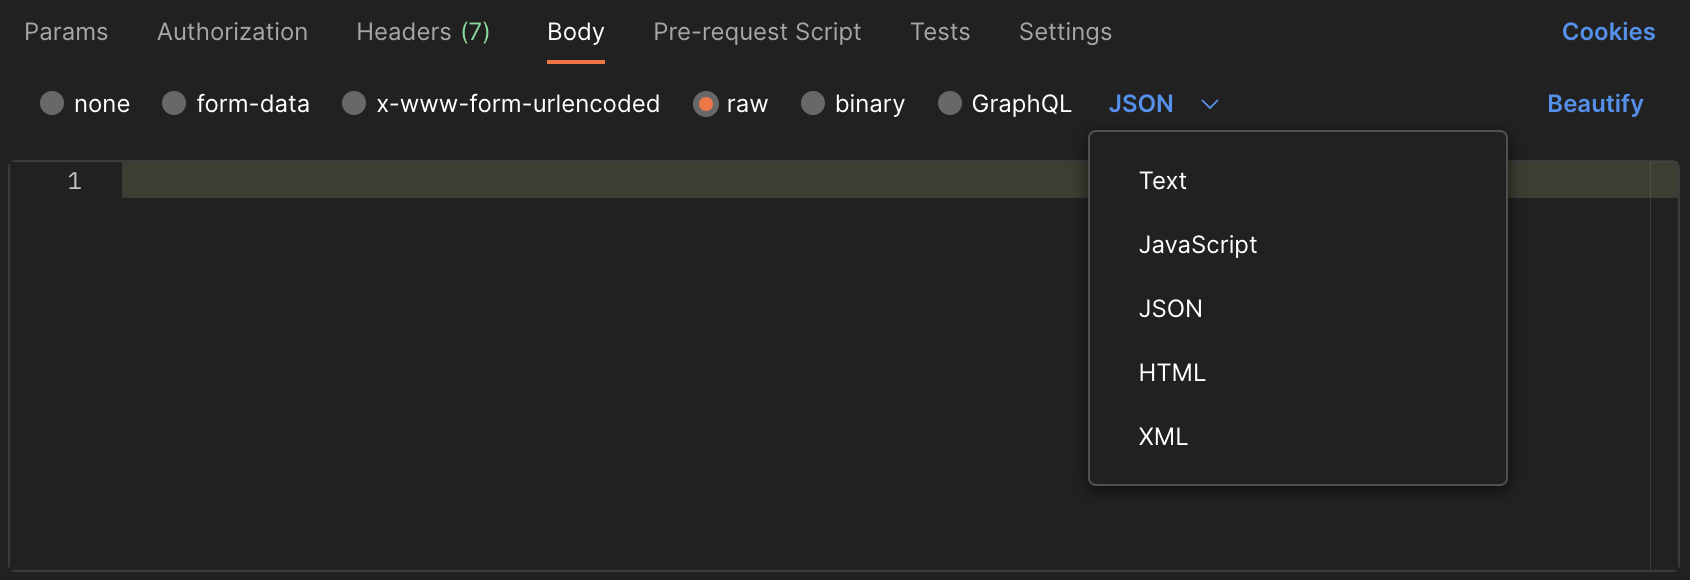 Params Authorization Headers (7) Body Pre-request Script Tests Settings Cookies
none form-data x-www-form-urlencoded raw binary GraphQL JSON Beautify
1
Text
JavaScript
JSON
HTML
XML